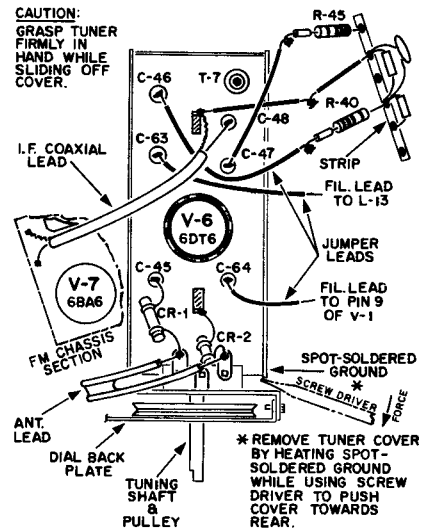 CAUTION:
GRASP TUNER
FIRMLY IN
HAND WHILE
SLIDING OFF
COVER.
R-45
C-46
T-7
R-40
C-63
C-48
C-47
STRIP
I.F. COAXIAL
LEAD
FIL. LEAD
TO L-13
V-6
6DT6
JUMPER
LEADS
V-7
6BA6
C-45
C-64
FIL. LEAD
TO PIN 9
OF V-1
CR-1
CR-2
FM CHASSIS
SECTION
SPOT-SOLDERED
GROUND *
SCREW DRIVER
FORCE
ANT.
LEAD
DIAL BACK
PLATE
TUNING
SHAFT
&
PULLEY
* REMOVE TUNER COVER
BY HEATING SPOT-
SOLDERED GROUND
WHILE USING SCREW
DRIVER TO PUSH
COVER TOWARDS
REAR.